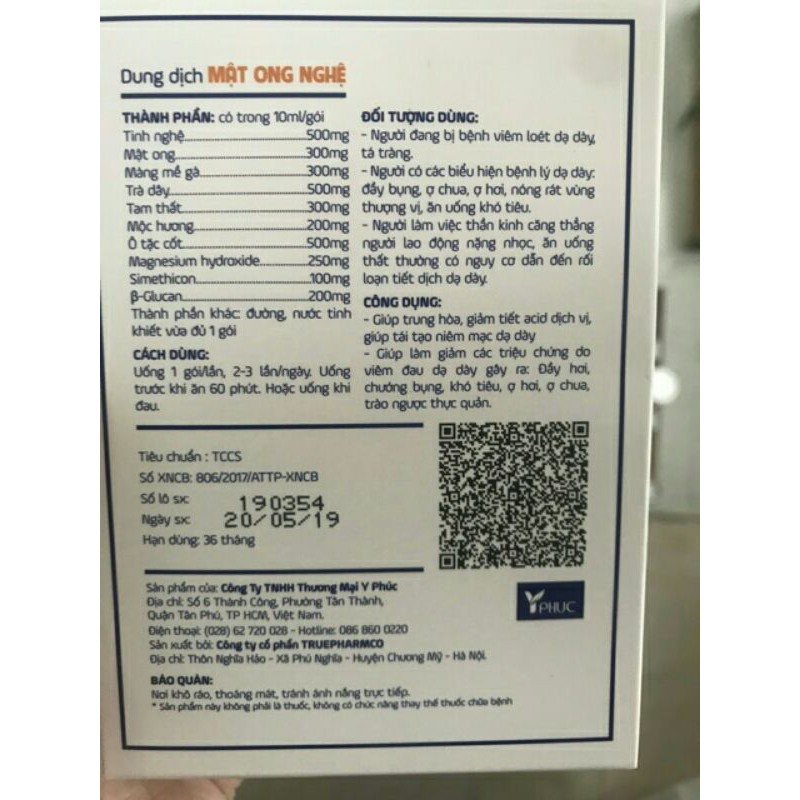 Dung dịch MẬT ONG NGHỆ
THÀNH PHẦN: có trong 10ml/gói
Tinh nghệ...............500mg
Mật ong...............300mg
Màng mề gà...............300mg
Trà dây...............500mg
Tam thất...............300mg
Mộc hương...............200mg
Ô tặc cốt...............500mg
Magnesium hydroxide...............250mg
Simethicon...............100mg
β-Glucan...............200mg
Thành phần khác: đường, nước tinh
khiết vừa đủ 1 gói
CÁCH DÙNG:
Uống 1 gói/lần, 2-3 lần/ngày. Uống
trước khi ăn 60 phút. Hoặc uống khi
đau.
ĐỐI TƯỢNG DÙNG:
- Người đang bị bệnh viêm loét dạ dày,
tá tràng.
- Người có các biểu hiện bệnh lý dạ dày:
đầy bụng, ợ chua, ợ hơi, nóng rát vùng
thượng vị, ăn uống khó tiêu.
- Người làm việc thần kinh căng thẳng
người lao động nặng nhọc, ăn uống
thất thường có nguy cơ dẫn đến rối
loạn tiết dịch dạ dày.
CÔNG DỤNG:
- Giúp trung hòa, giảm tiết acid dịch vị,
giúp tái tạo niêm mạc dạ dày
- Giúp làm giảm các triệu chứng do
viêm đau dạ dày gây ra: Đầy hơi,
chướng bụng, khó tiêu, ợ hơi, ợ chua,
trào ngược thực quản.
Tiêu chuẩn : TCCS
Số XNCB: 806/2017/ATTP-XNCB
Số lô sx: 190354
Ngày sx: 20/05/19
Hạn dùng: 36 tháng
Sản phẩm của: Công Ty TNHH Thương Mại Y Phúc
Địa chỉ: Số 6 Thành Công, Phường Tân Thành,
Quận Tân Phú, TP HCM, Việt Nam.
Điện thoại: (028) 62 720 028 - Hotline: 086 860 0220
Sản xuất bởi: Công ty cổ phần TRUEPHARMCO
Địa chỉ: Thôn Nghĩa Hảo - Xã Phú Nghĩa - Huyện Chương Mỹ - Hà Nội.
Y PHUC
BẢO QUẢN:
Nơi khô ráo, thoáng mát, tránh ánh nắng trực tiếp.
* Sản phẩm này không phải là thuốc, không có chức năng thay thế thuốc chữa bệnh